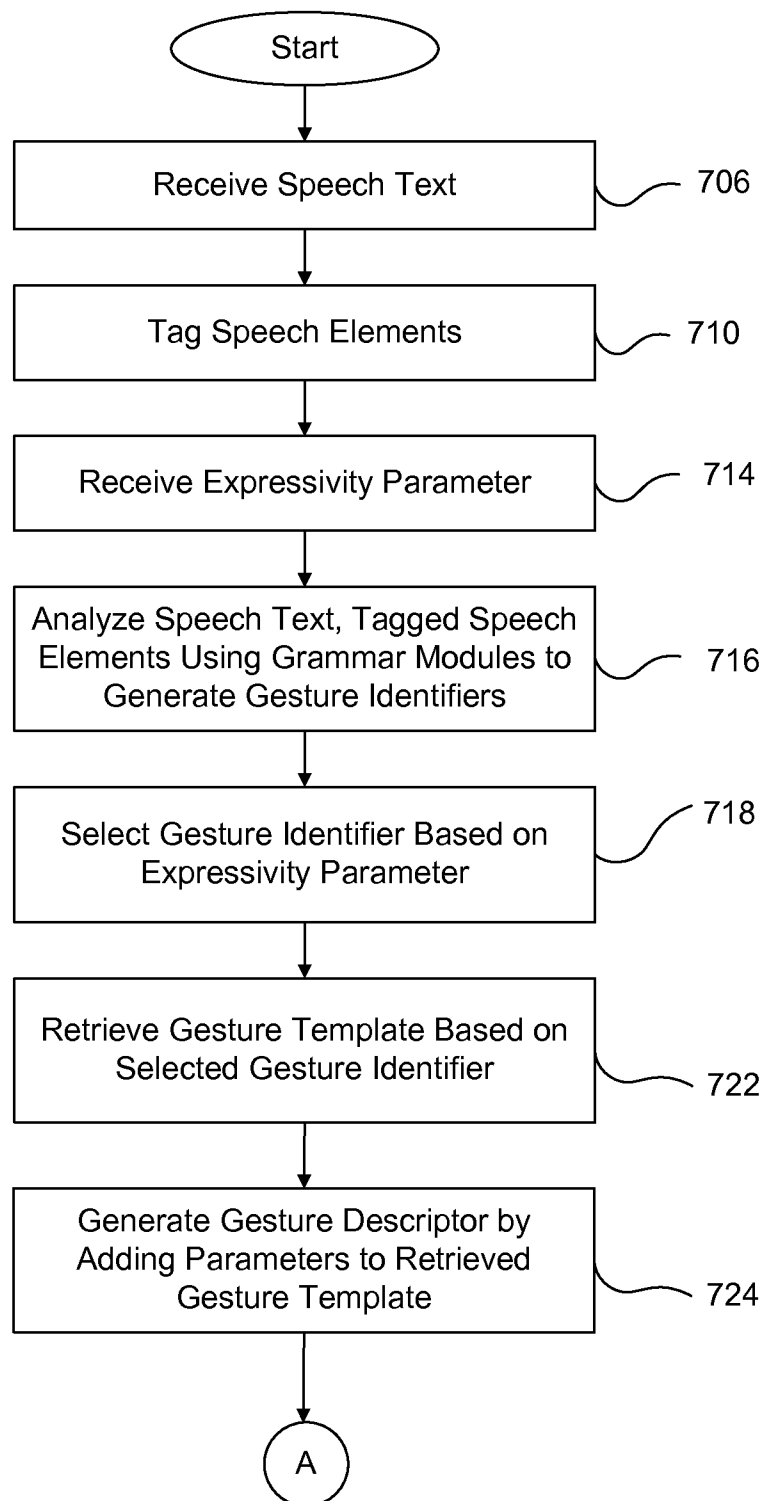 Start
Receive Speech Text
706
Tag Speech Elements
710
Receive Expressivity Parameter
714
Analyze Speech Text, Tagged Speech
Elements Using Grammar Modules to
Generate Gesture Identifiers
716
Select Gesture Identifier Based on
Expressivity Parameter
718
Retrieve Gesture Template Based on
Selected Gesture Identifier
722
Generate Gesture Descriptor by
Adding Parameters to Retrieved
Gesture Template
724
A